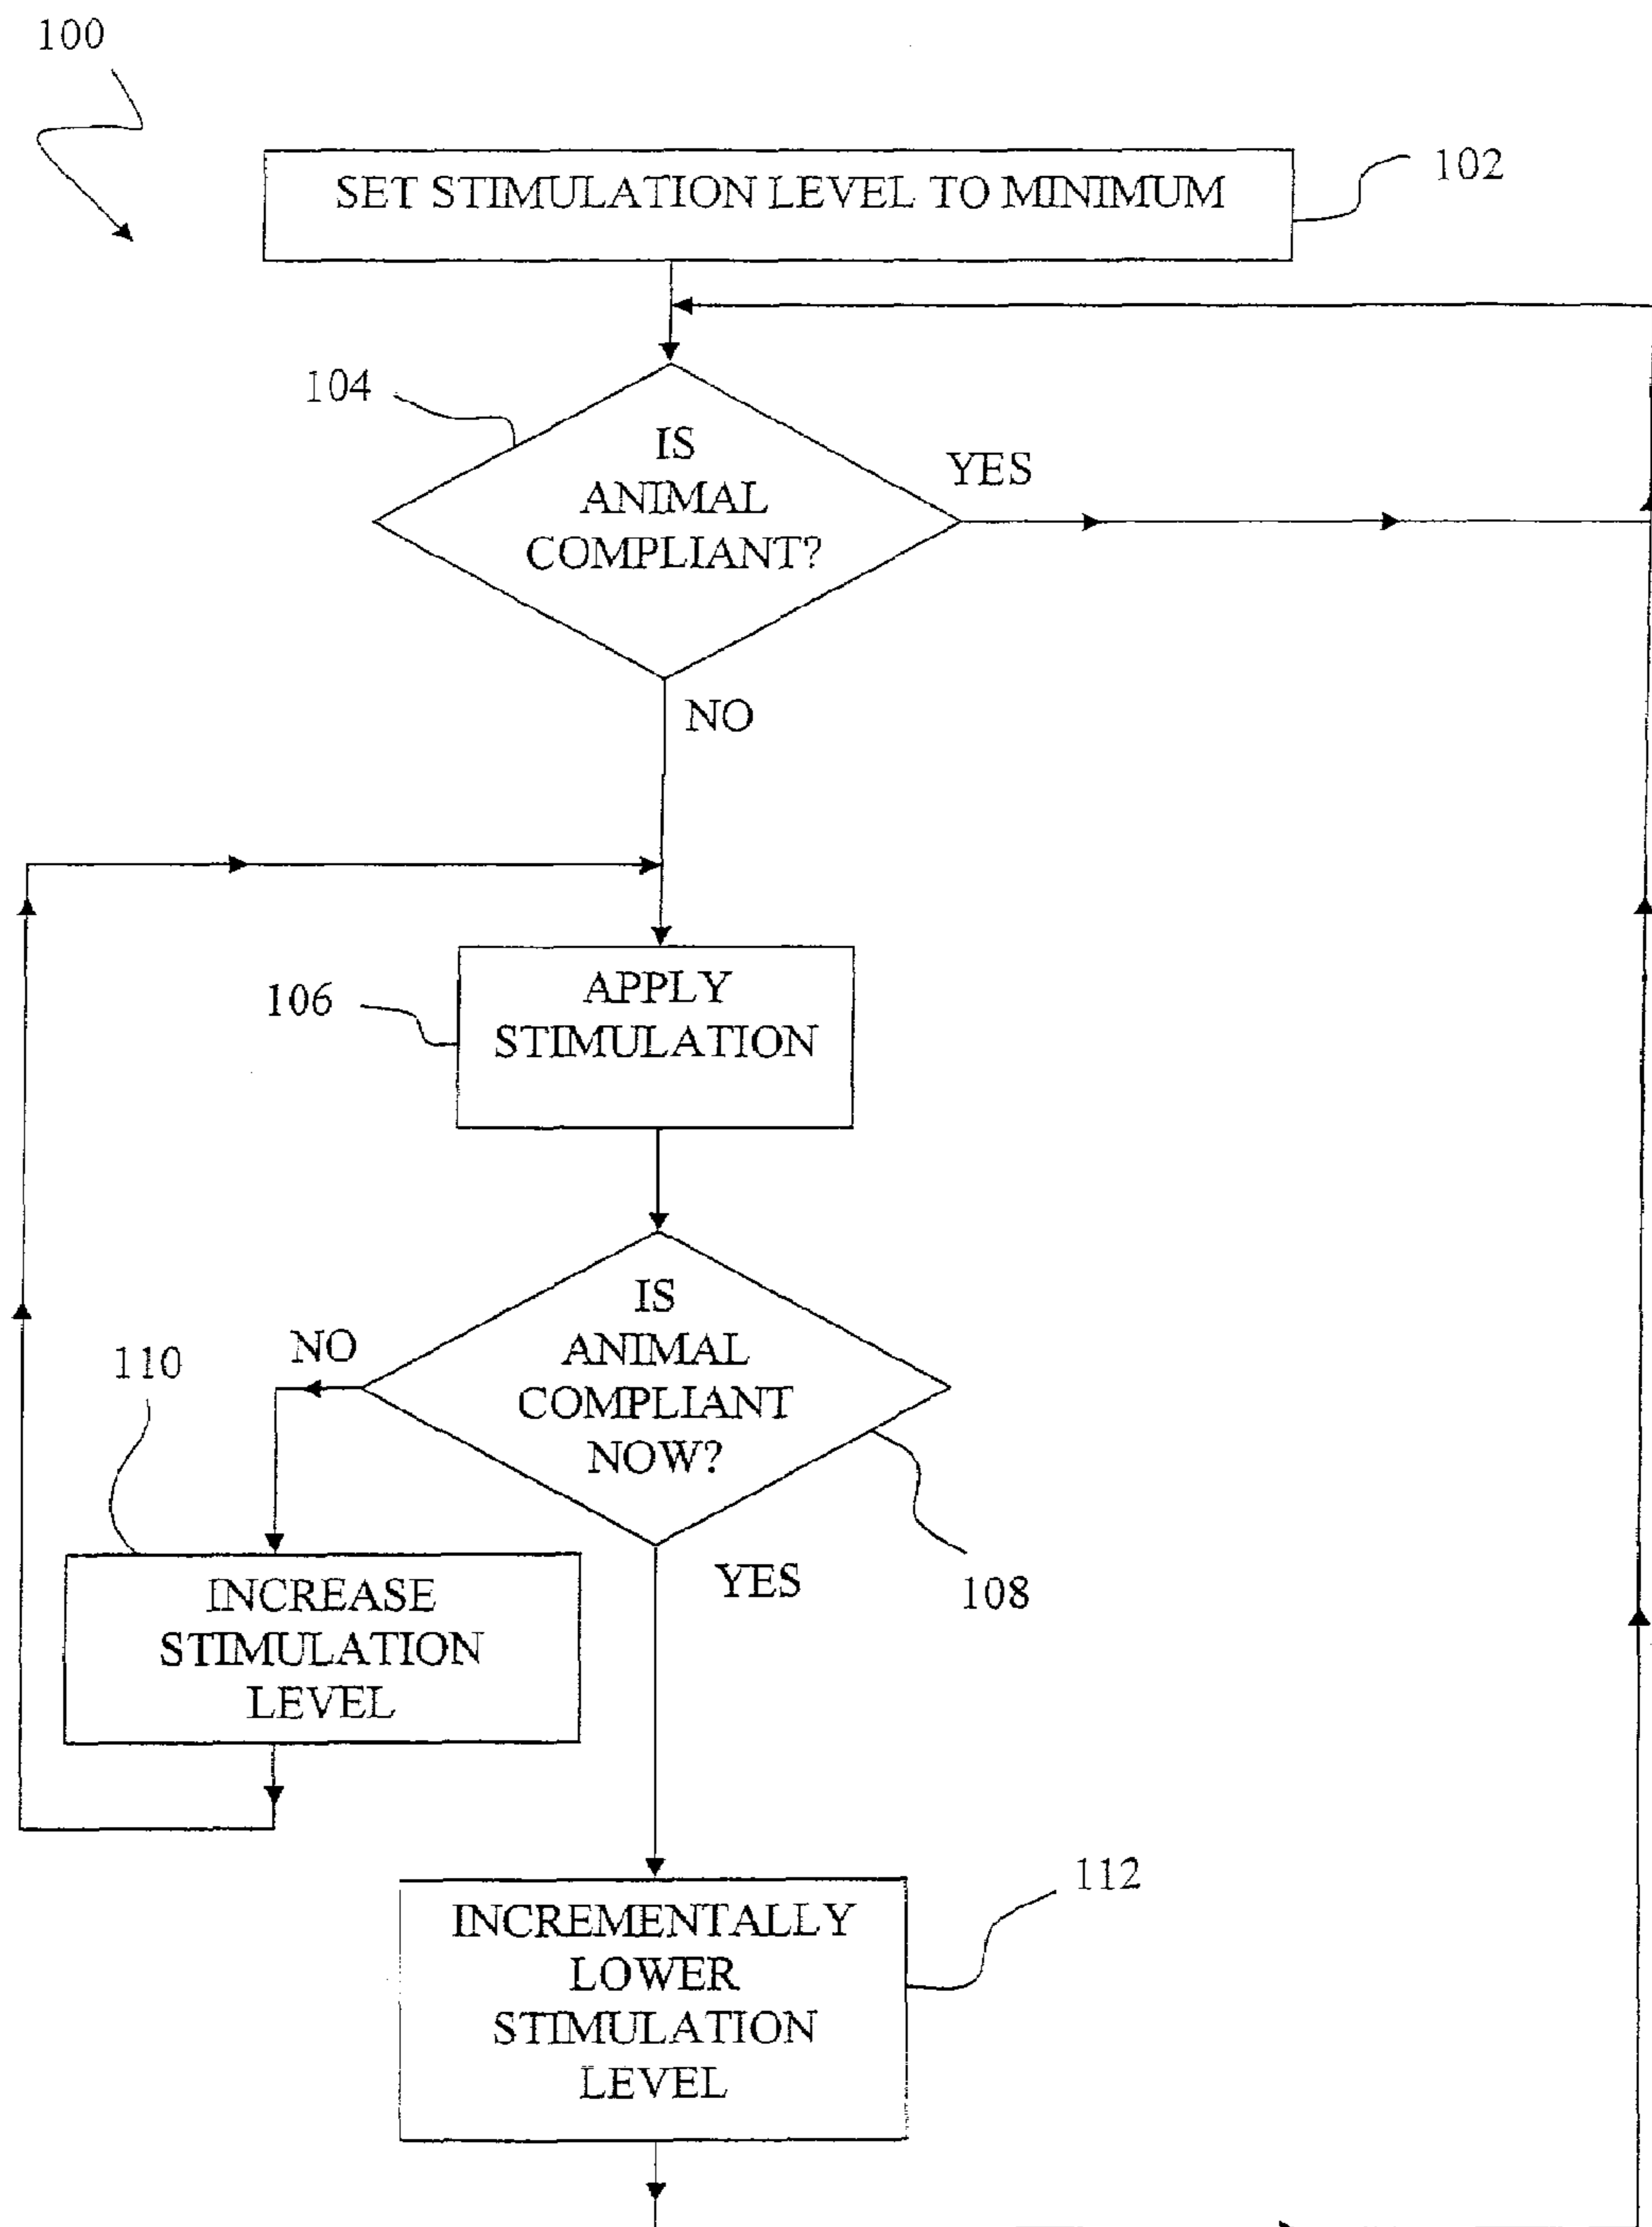 100
SET STIMULATION LEVEL TO MINIMUM
102
104
IS
ANIMAL
COMPLIANT?
YES
NO
106
APPLY
STIMULATION
IS
ANIMAL
COMPLIANT
NOW?
NO
110
YES
108
INCREASE
STIMULATION
LEVEL
112
INCREMENTALLY
LOWER
STIMULATION
LEVEL